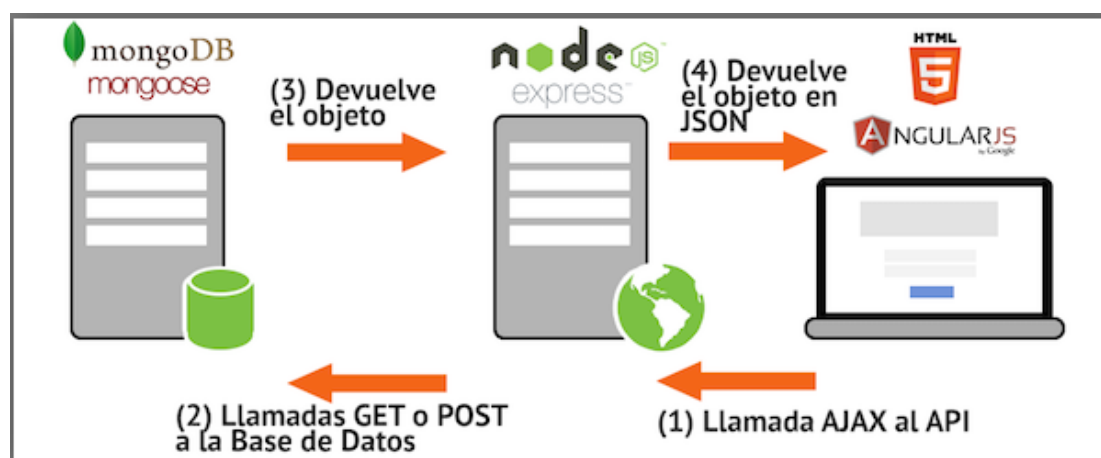 mongoDB
mongoose
(3) Devuelve
el objeto
node JS
express
(4) Devuelve
el objeto en
JSON
HTML
5
ANGULARJS
by Google
(2) Llamadas GET o POST
a la Base de Datos
(1) Llamada AJAX al API